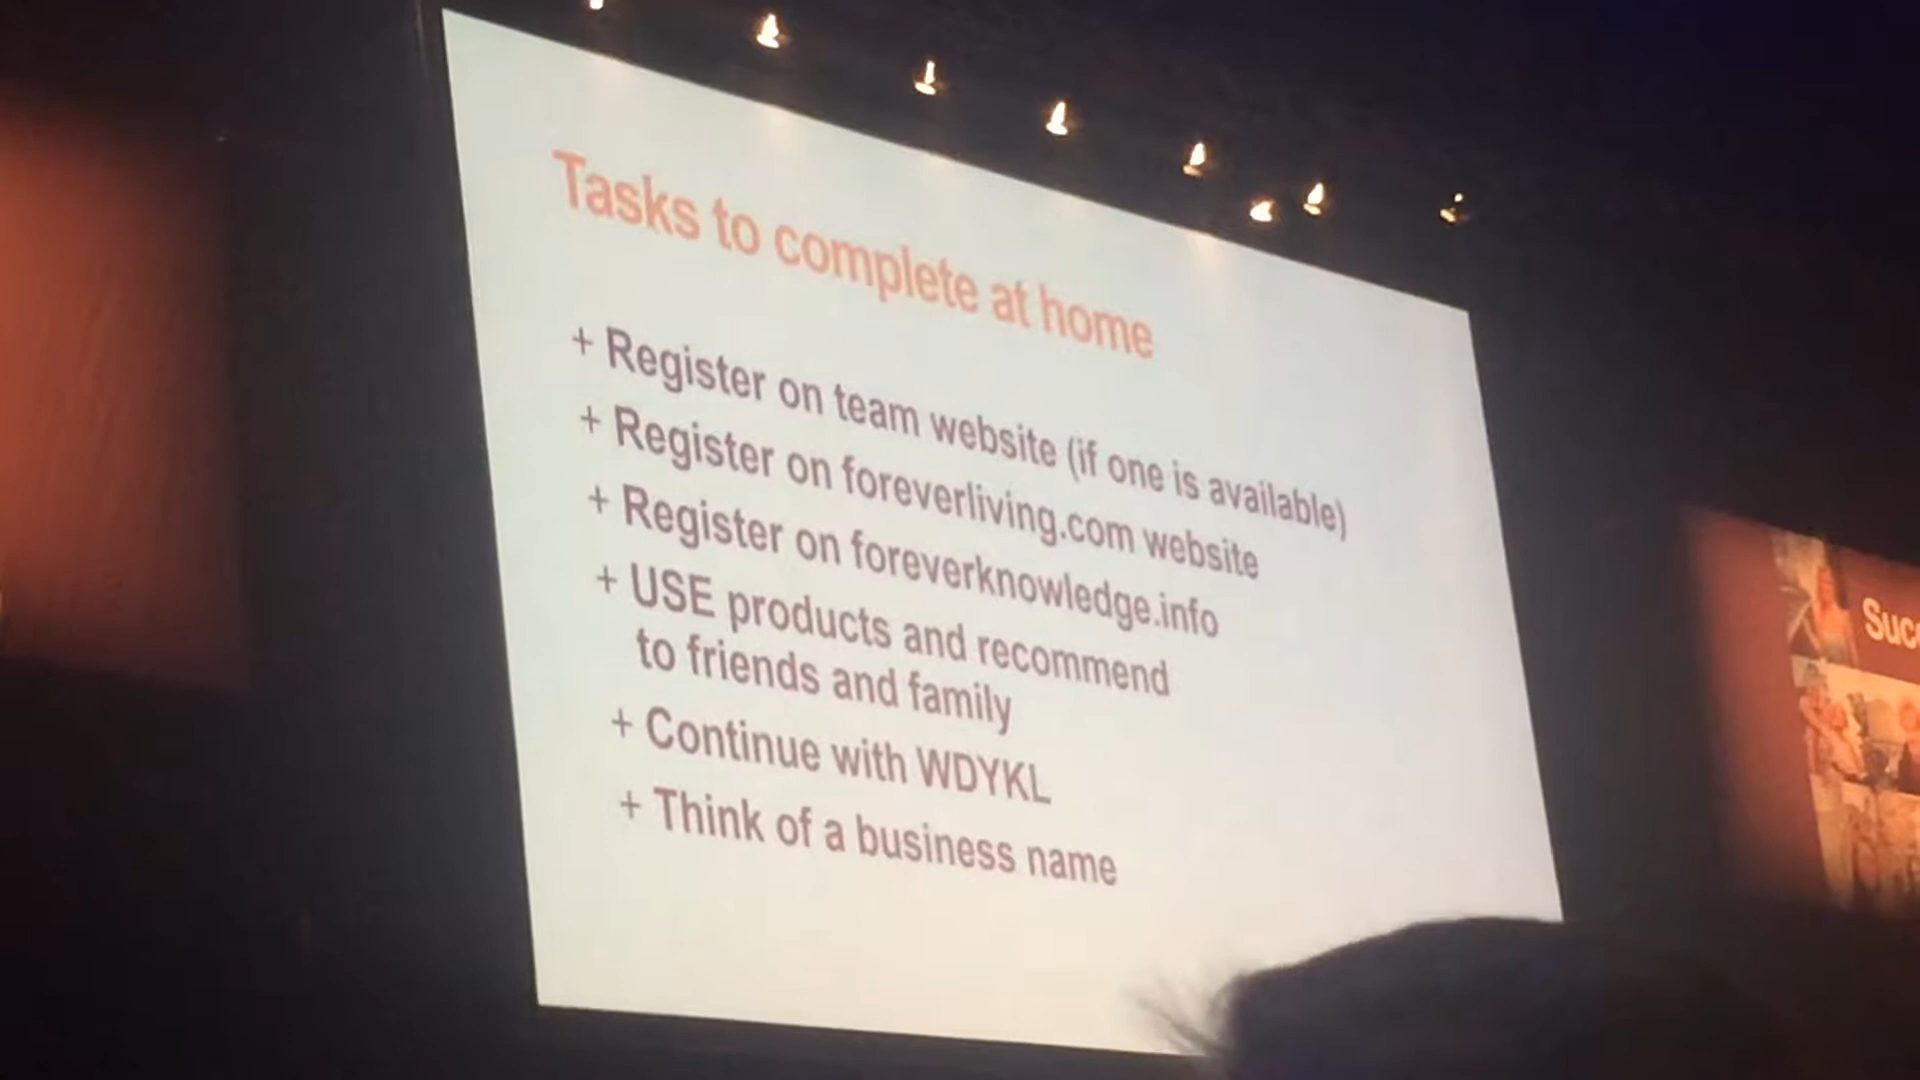 Tasks to complete at home
+ Register on team website (if one is available)
+ Register on foreverliving.com website
+ Register on foreverknowledge.info
+ USE products and recommend
to friends and family
+ Continue with WDYKL
+ Think of a business name
Succ